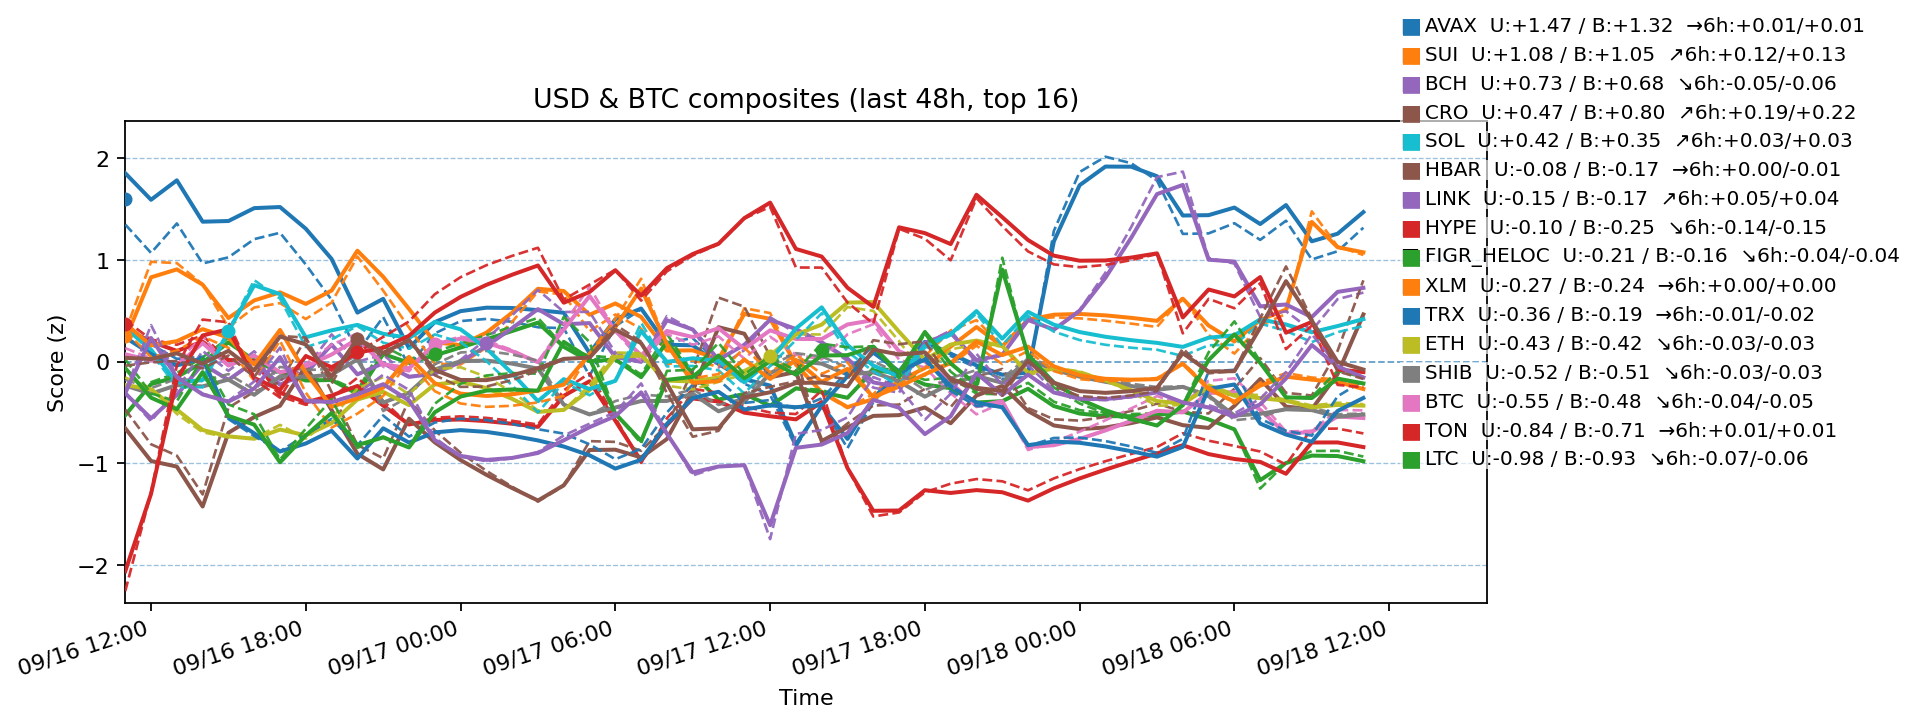 USD & BTC composites (last 48h, top 16)
AVAX  U:+1.47 / B:+1.32  →6h:+0.01/+0.01
SUI  U:+1.08 / B:+1.05  ↗6h:+0.12/+0.13
BCH  U:+0.73 / B:+0.68  ↘6h:-0.05/-0.06
CRO  U:+0.47 / B:+0.80  ↗6h:+0.19/+0.22
SOL  U:+0.42 / B:+0.35  ↗6h:+0.03/+0.03
HBAR  U:-0.08 / B:-0.17  →6h:+0.00/-0.01
LINK  U:-0.15 / B:-0.17  ↗6h:+0.05/+0.04
HYPE  U:-0.10 / B:-0.25  ↘6h:-0.14/-0.15
FIGR_HELOC  U:-0.21 / B:-0.16  ↘6h:-0.04/-0.04
XLM  U:-0.27 / B:-0.24  →6h:+0.00/+0.00
TRX  U:-0.36 / B:-0.19  →6h:-0.01/-0.02
ETH  U:-0.43 / B:-0.42  ↘6h:-0.03/-0.03
SHIB  U:-0.52 / B:-0.51  ↘6h:-0.03/-0.03
BTC  U:-0.55 / B:-0.48  ↘6h:-0.04/-0.05
TON  U:-0.84 / B:-0.71  →6h:+0.01/+0.01
LTC  U:-0.98 / B:-0.93  ↘6h:-0.07/-0.06
Score (z)
2
1
0
−1
−2
09/16 12:00
09/16 18:00
09/17 00:00
09/17 06:00
09/17 12:00
09/17 18:00
09/18 00:00
09/18 06:00
09/18 12:00
Time